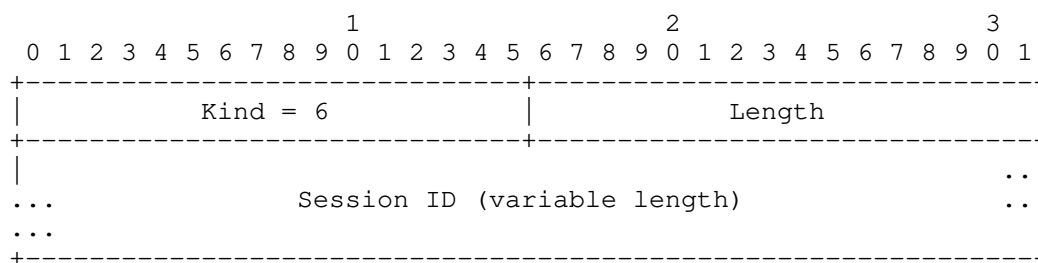 1                   2                   3
 0 1 2 3 4 5 6 7 8 9 0 1 2 3 4 5 6 7 8 9 0 1 2 3 4 5 6 7 8 9 0 1
+-------------------------------+--------------------------------
|           Kind = 6            |            Length
+-------------------------------+--------------------------------
|                                                             ..
...               Session ID (variable length)                ..
...
+----------------------------------------------------------------